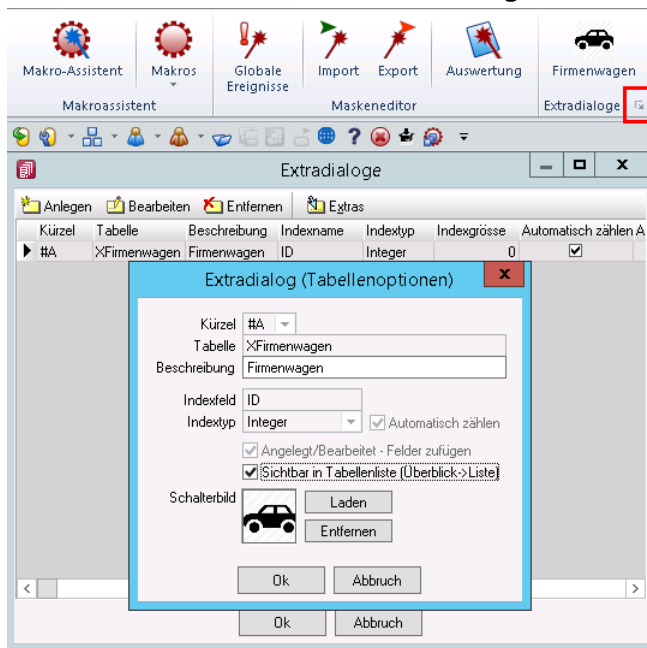 Makro-Assistent
Makros
Globale
Ereignisse
Import
Export
Auswertung
Firmenwagen
Makroassistent
Maskeneditor
Extradialoge
Extradialoge
Anlegen Bearbeiten Entfernen Extras
Kürzel Tabelle Beschreibung Indexname Indextyp Indexgrösse Automatisch zählen A
#A XFirmenwagen Firmenwagen ID Integer 0
Extradialog (Tabellenoptionen)
Kürzel #A
Tabelle XFirmenwagen
Beschreibung Firmenwagen
Indexfeld ID
Indextyp Integer Automatisch zählen
Angelegt/Bearbeitet - Felder zufügen
Sichtbar in Tabellenliste (Überblick->Liste)
Schalterbild
Laden
Entfernen
Ok Abbruch
Ok Abbruch